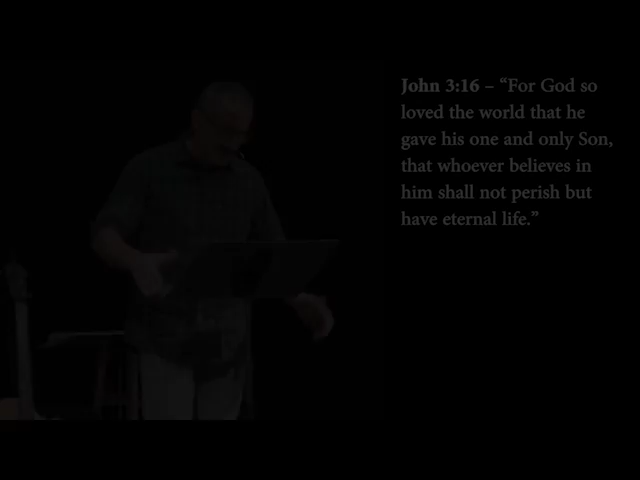 John 3:16 – “For God so
loved the world that he
gave his one and only Son,
that whoever believes in
him shall not perish but
have eternal life.”